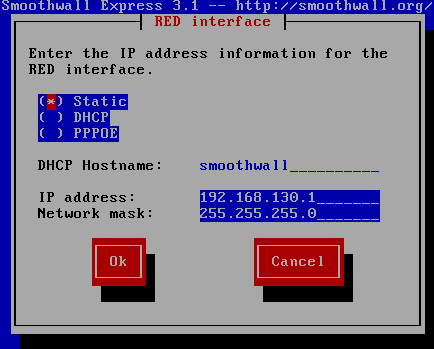 Smoothwall Express 3.1 -- http://smoothwall.org/
RED interface
Enter the IP address information for the
RED interface.
(*) Static
( ) DHCP
( ) PPPOE
DHCP Hostname: smoothwall__________
IP address: 192.168.130.1_______
Network mask: 255.255.255.0_______
Ok Cancel